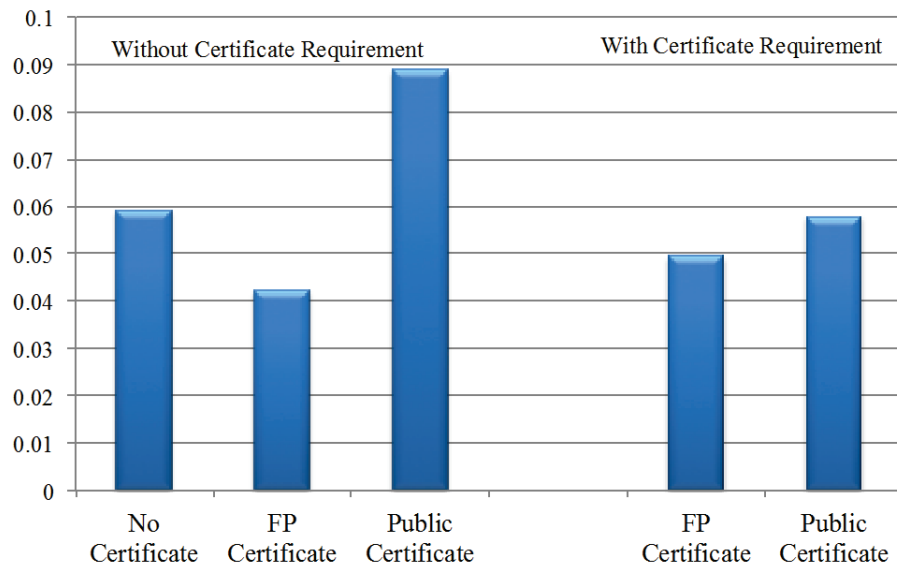 0.1
Without Certificate Requirement
With Certificate Requirement
0.09
0.08
0.07
0.06
0.05
0.04
0.03
0.02
0.01
0
No
Certificate
FP
Certificate
Public
Certificate
FP
Certificate
Public
Certificate